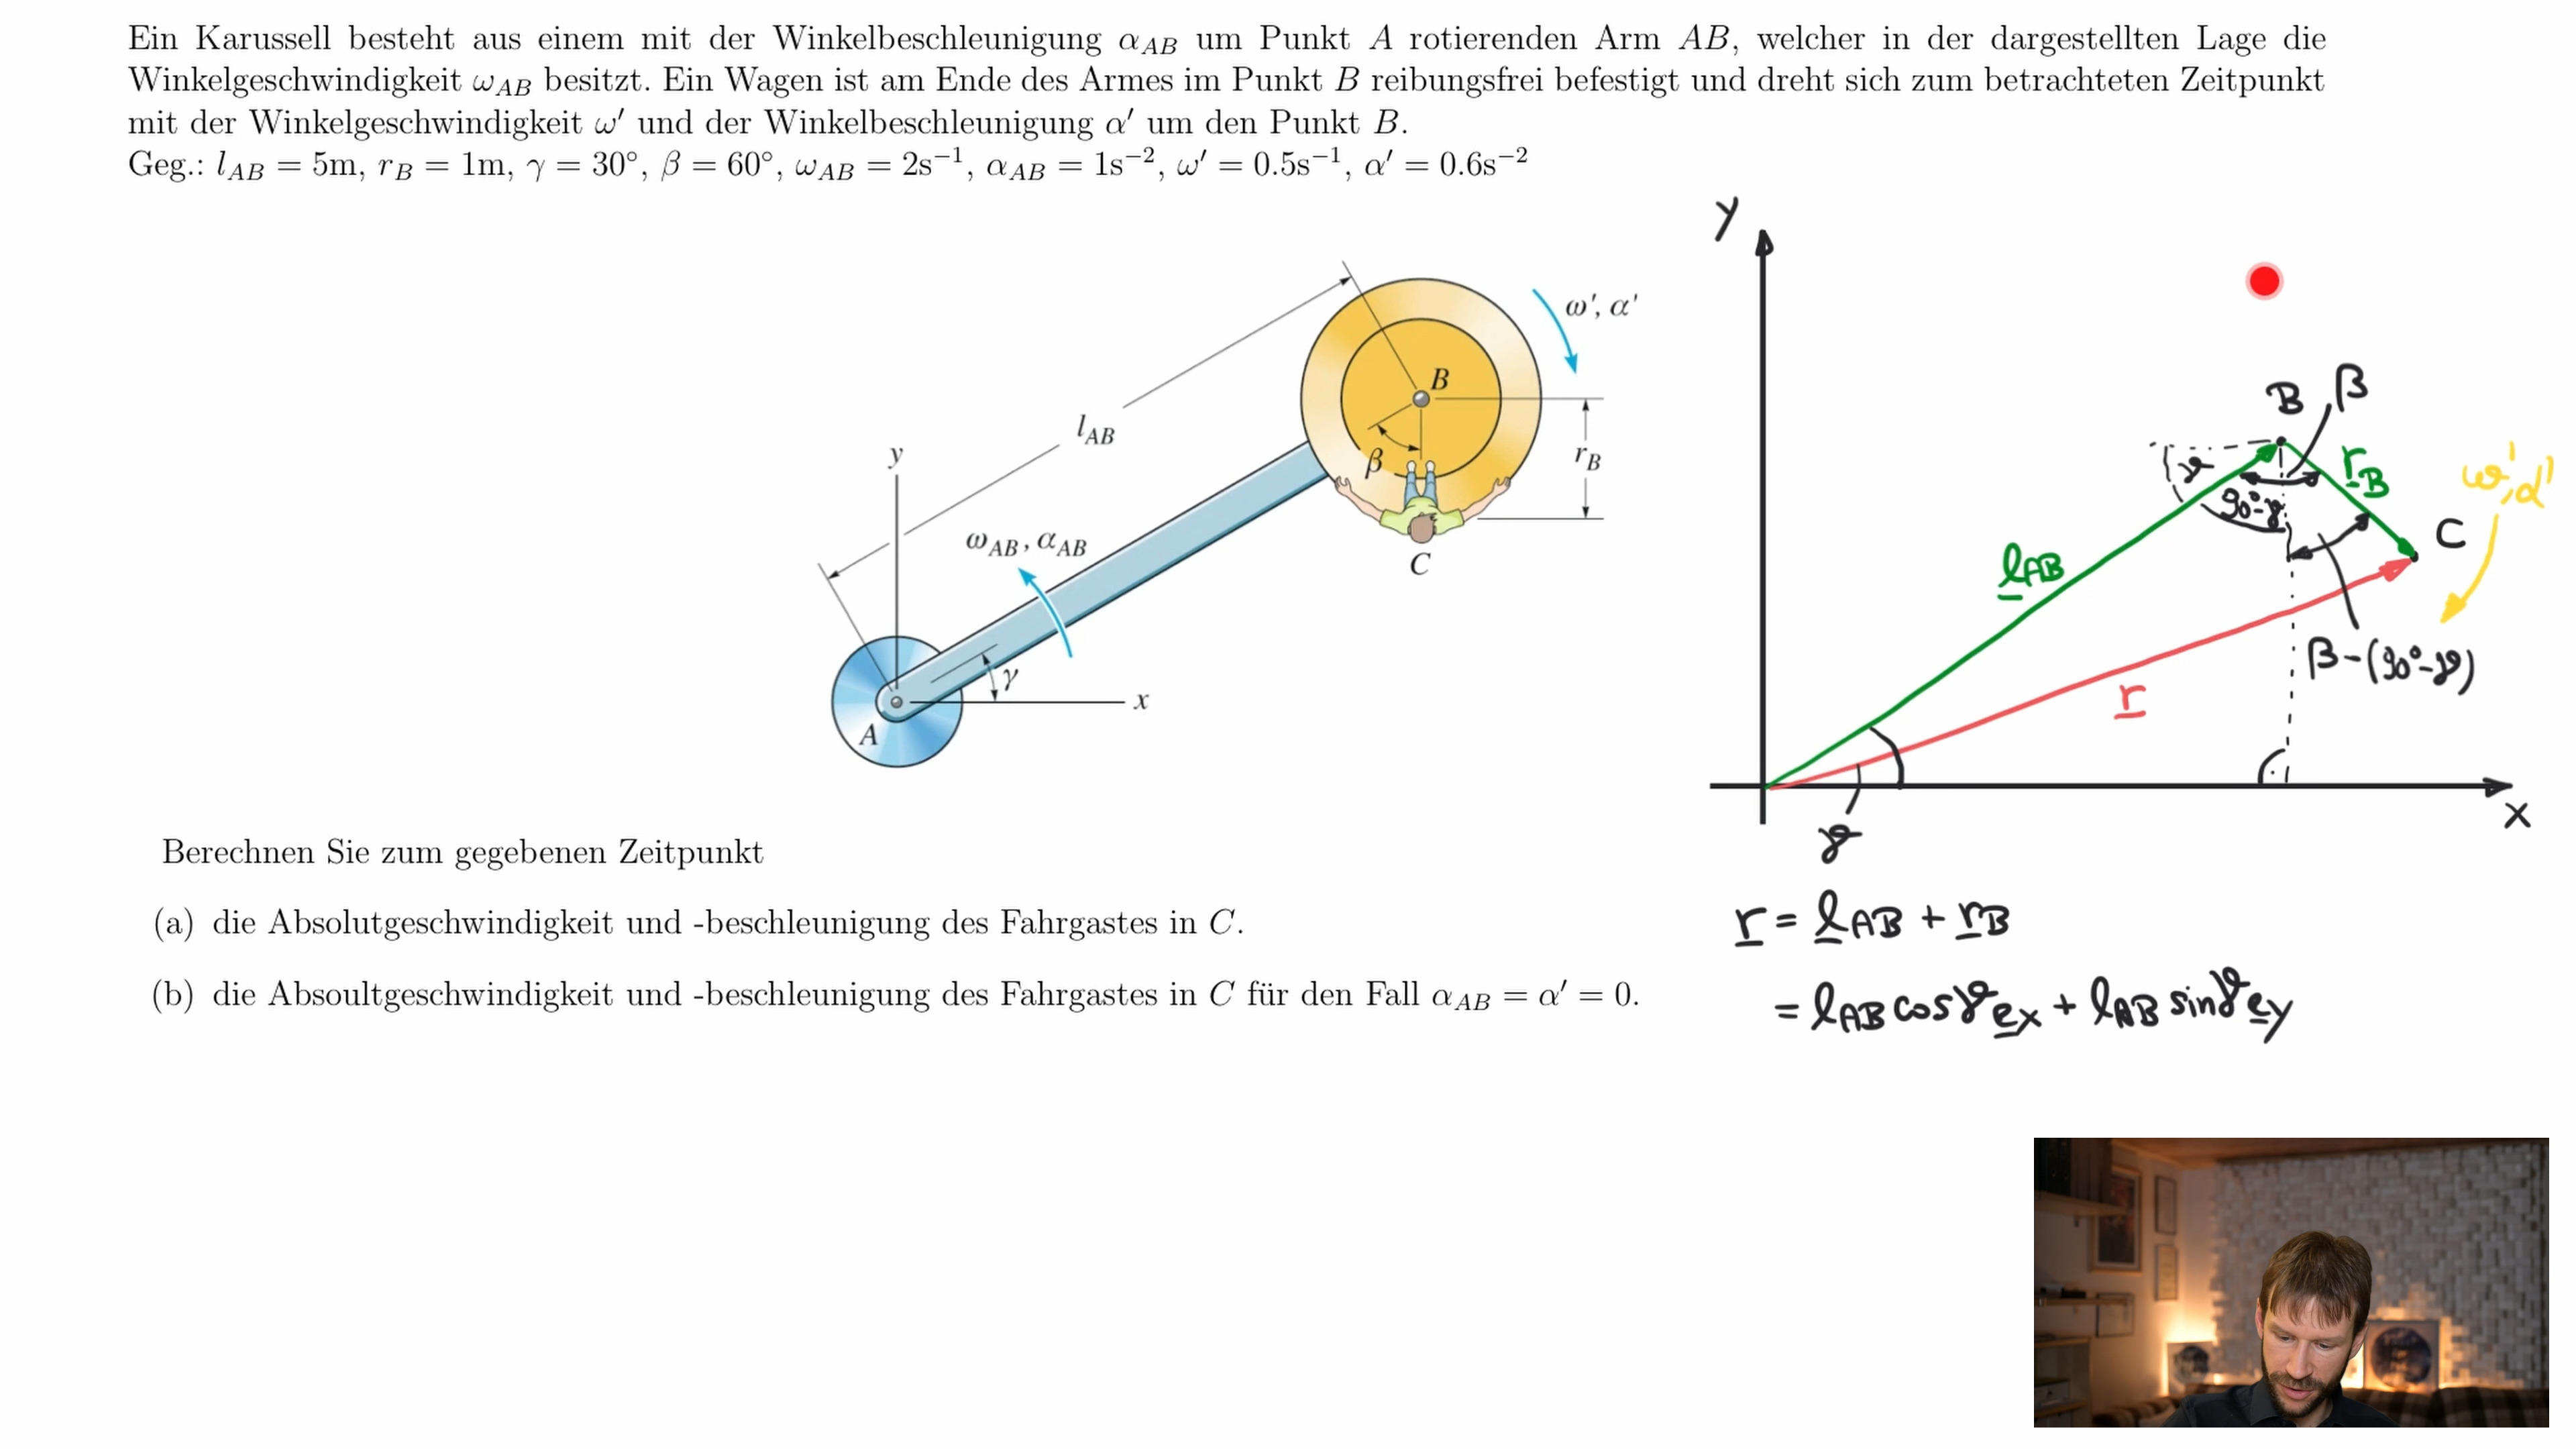 Ein Karussell besteht aus einem mit der Winkelbeschleunigung α_AB um Punkt A rotierenden Arm AB, welcher in der dargestellten Lage die
Winkelgeschwindigkeit ω_AB besitzt. Ein Wagen ist am Ende des Armes im Punkt B reibungsfrei befestigt und dreht sich zum betrachteten Zeitpunkt
mit der Winkelgeschwindigkeit ω′ und der Winkelbeschleunigung α′ um den Punkt B.
Geg.: l_AB = 5m, r_B = 1m, γ = 30°, β = 60°, ω_AB = 2s⁻¹, α_AB = 1s⁻², ω′ = 0.5s⁻¹, α′ = 0.6s⁻²
ω', α'
B
l_AB
β
r_B
y
ω_AB, α_AB
C
γ
x
A
y
B
β
γ
r_B
ω', α'
90°-γ
C
l_AB
β-(90°-γ)
r
x
γ
Berechnen Sie zum gegebenen Zeitpunkt
(a) die Absolutgeschwindigkeit und -beschleunigung des Fahrgastes in C.
(b) die Absoultgeschwindigkeit und -beschleunigung des Fahrgastes in C für den Fall α_AB = α′ = 0.
r = l_AB + r_B
= l_AB cosγ e_x + l_AB sinγ e_y